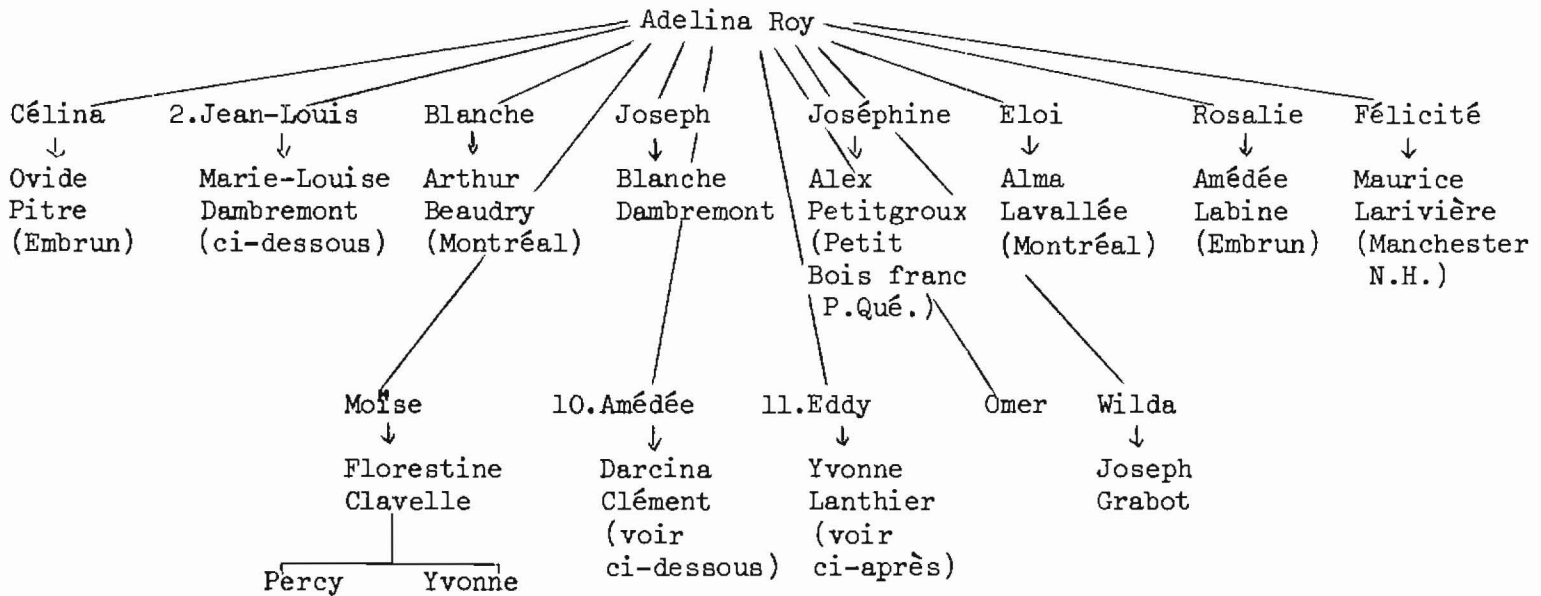 Adelina Roy
Célina 2.Jean-Louis Blanche Joseph Joséphine Eloi Rosalie Félicité
Ovide Marie-Louise Arthur Blanche Alex Alma Amédée Maurice
Pitre Dambremont Beaudry Dambremont Petitgroux Lavallée Labine Larivière
(Embrun) (ci-dessous) (Montréal) (Petit (Montréal) (Embrun) (Manchester
Bois franc N.H.)
P.Qué.)
Moïse 10.Amédée 11.Eddy Omer Wilda
Florestine Darcina Yvonne Joseph
Clavelle Clément Lanthier Grabot
(voir (voir
ci-dessous) ci-après)
Percy Yvonne